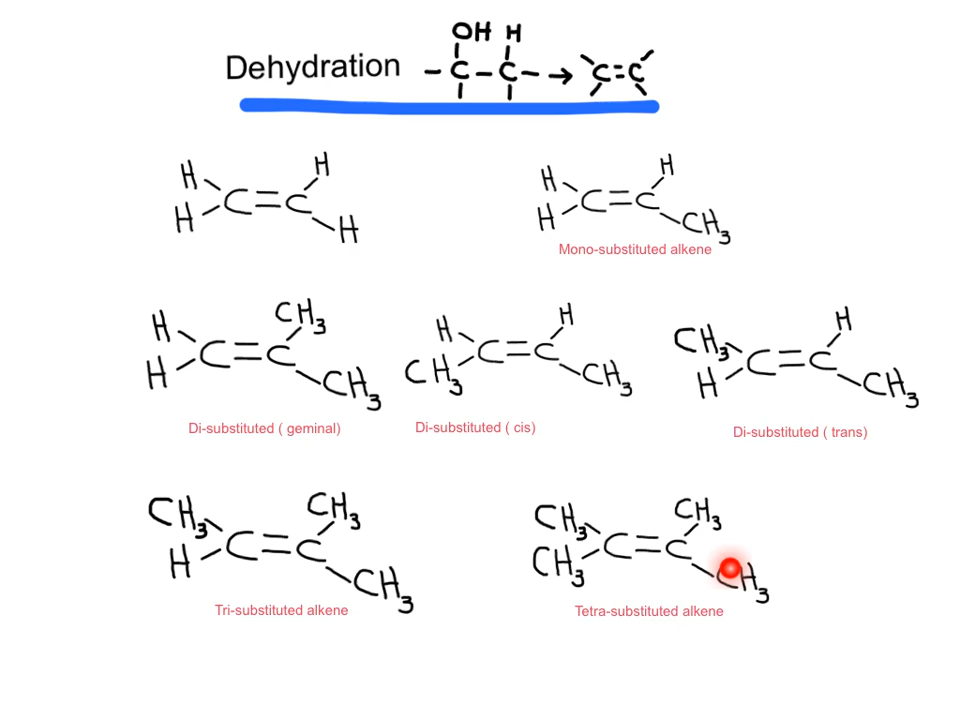 Dehydration
OH H
- C - C - → C = C
H H
C = C
H H
H H
C = C
H CH3
Mono-substituted alkene
H CH3
C = C
H CH3
Di-substituted ( geminal)
H H
C = C
CH3 CH3
Di-substituted ( cis)
CH3 H
C = C
H CH3
Di-substituted ( trans)
CH3 CH3
C = C
H CH3
Tri-substituted alkene
CH3 CH3
C = C
CH3 CH3
Tetra-substituted alkene